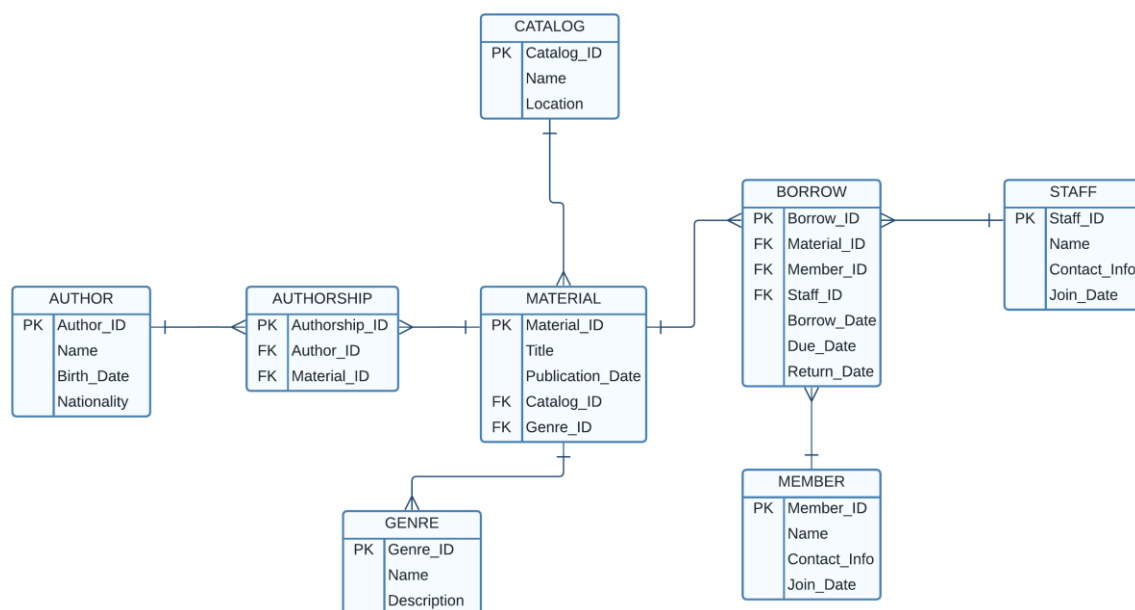 CATALOG
PK Catalog_ID
Name
Location
BORROW
PK Borrow_ID
FK Material_ID
FK Member_ID
FK Staff_ID
Borrow_Date
Due_Date
Return_Date
STAFF
PK Staff_ID
Name
Contact_Info
Join_Date
AUTHOR
PK Author_ID
Name
Birth_Date
Nationality
AUTHORSHIP
PK Authorship_ID
FK Author_ID
FK Material_ID
MATERIAL
PK Material_ID
Title
Publication_Date
FK Catalog_ID
FK Genre_ID
MEMBER
PK Member_ID
Name
Contact_Info
Join_Date
GENRE
PK Genre_ID
Name
Description